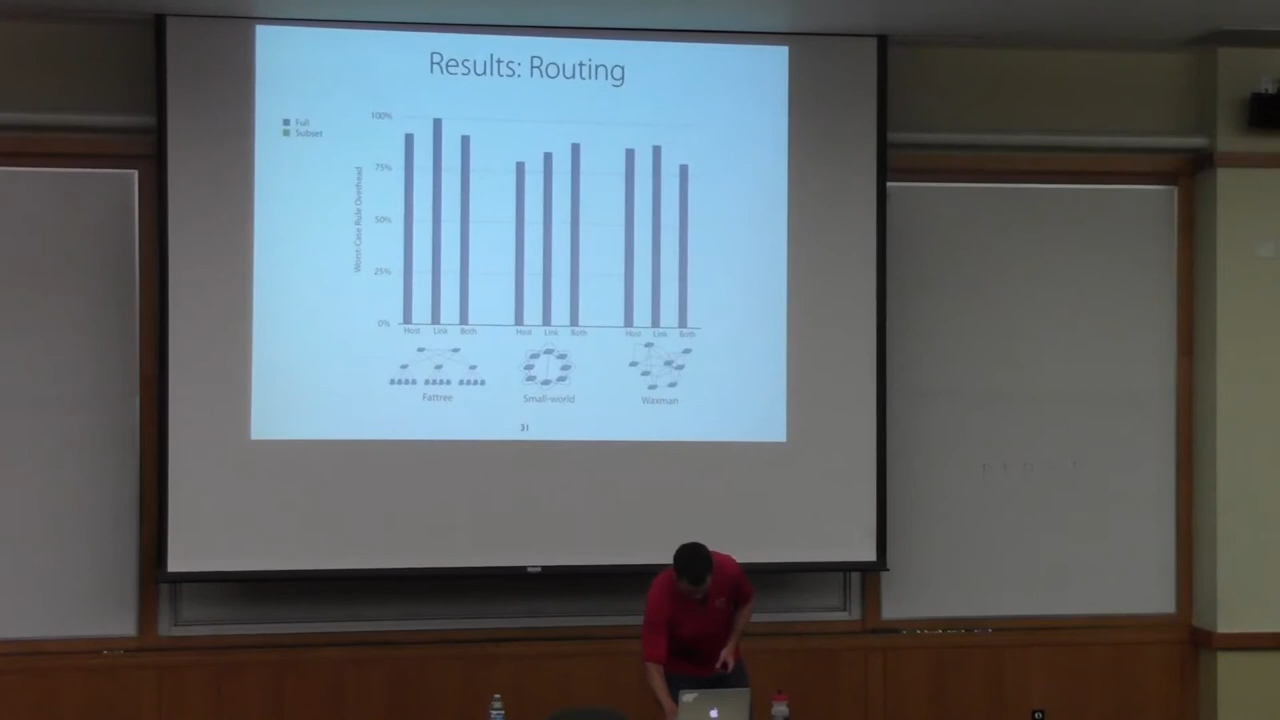 Results: Routing
Full
Subset
Worst-Case Rule Overhead
100%
75%
50%
25%
0%
Host Link Both Host Link Both Host Link Both
Fattree Small-world Waxman
31